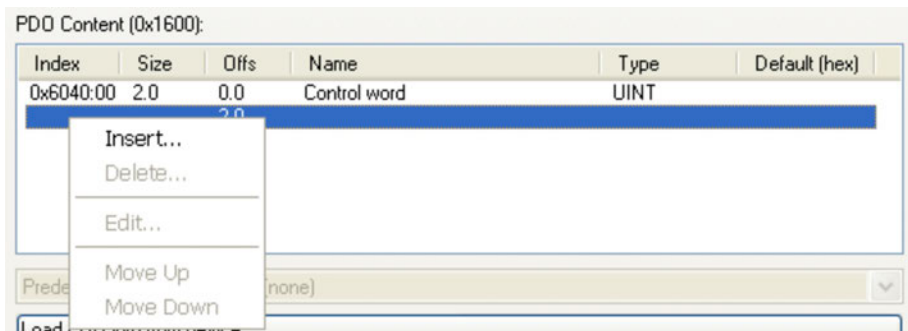 PDO Content (0x1600):
Index Size Offs Name Type Default (hex)
0x6040:00 2.0 0.0 Control word UINT
2.0
Insert...
Delete...
Edit...
Move Up
(none)
Move Down
Load